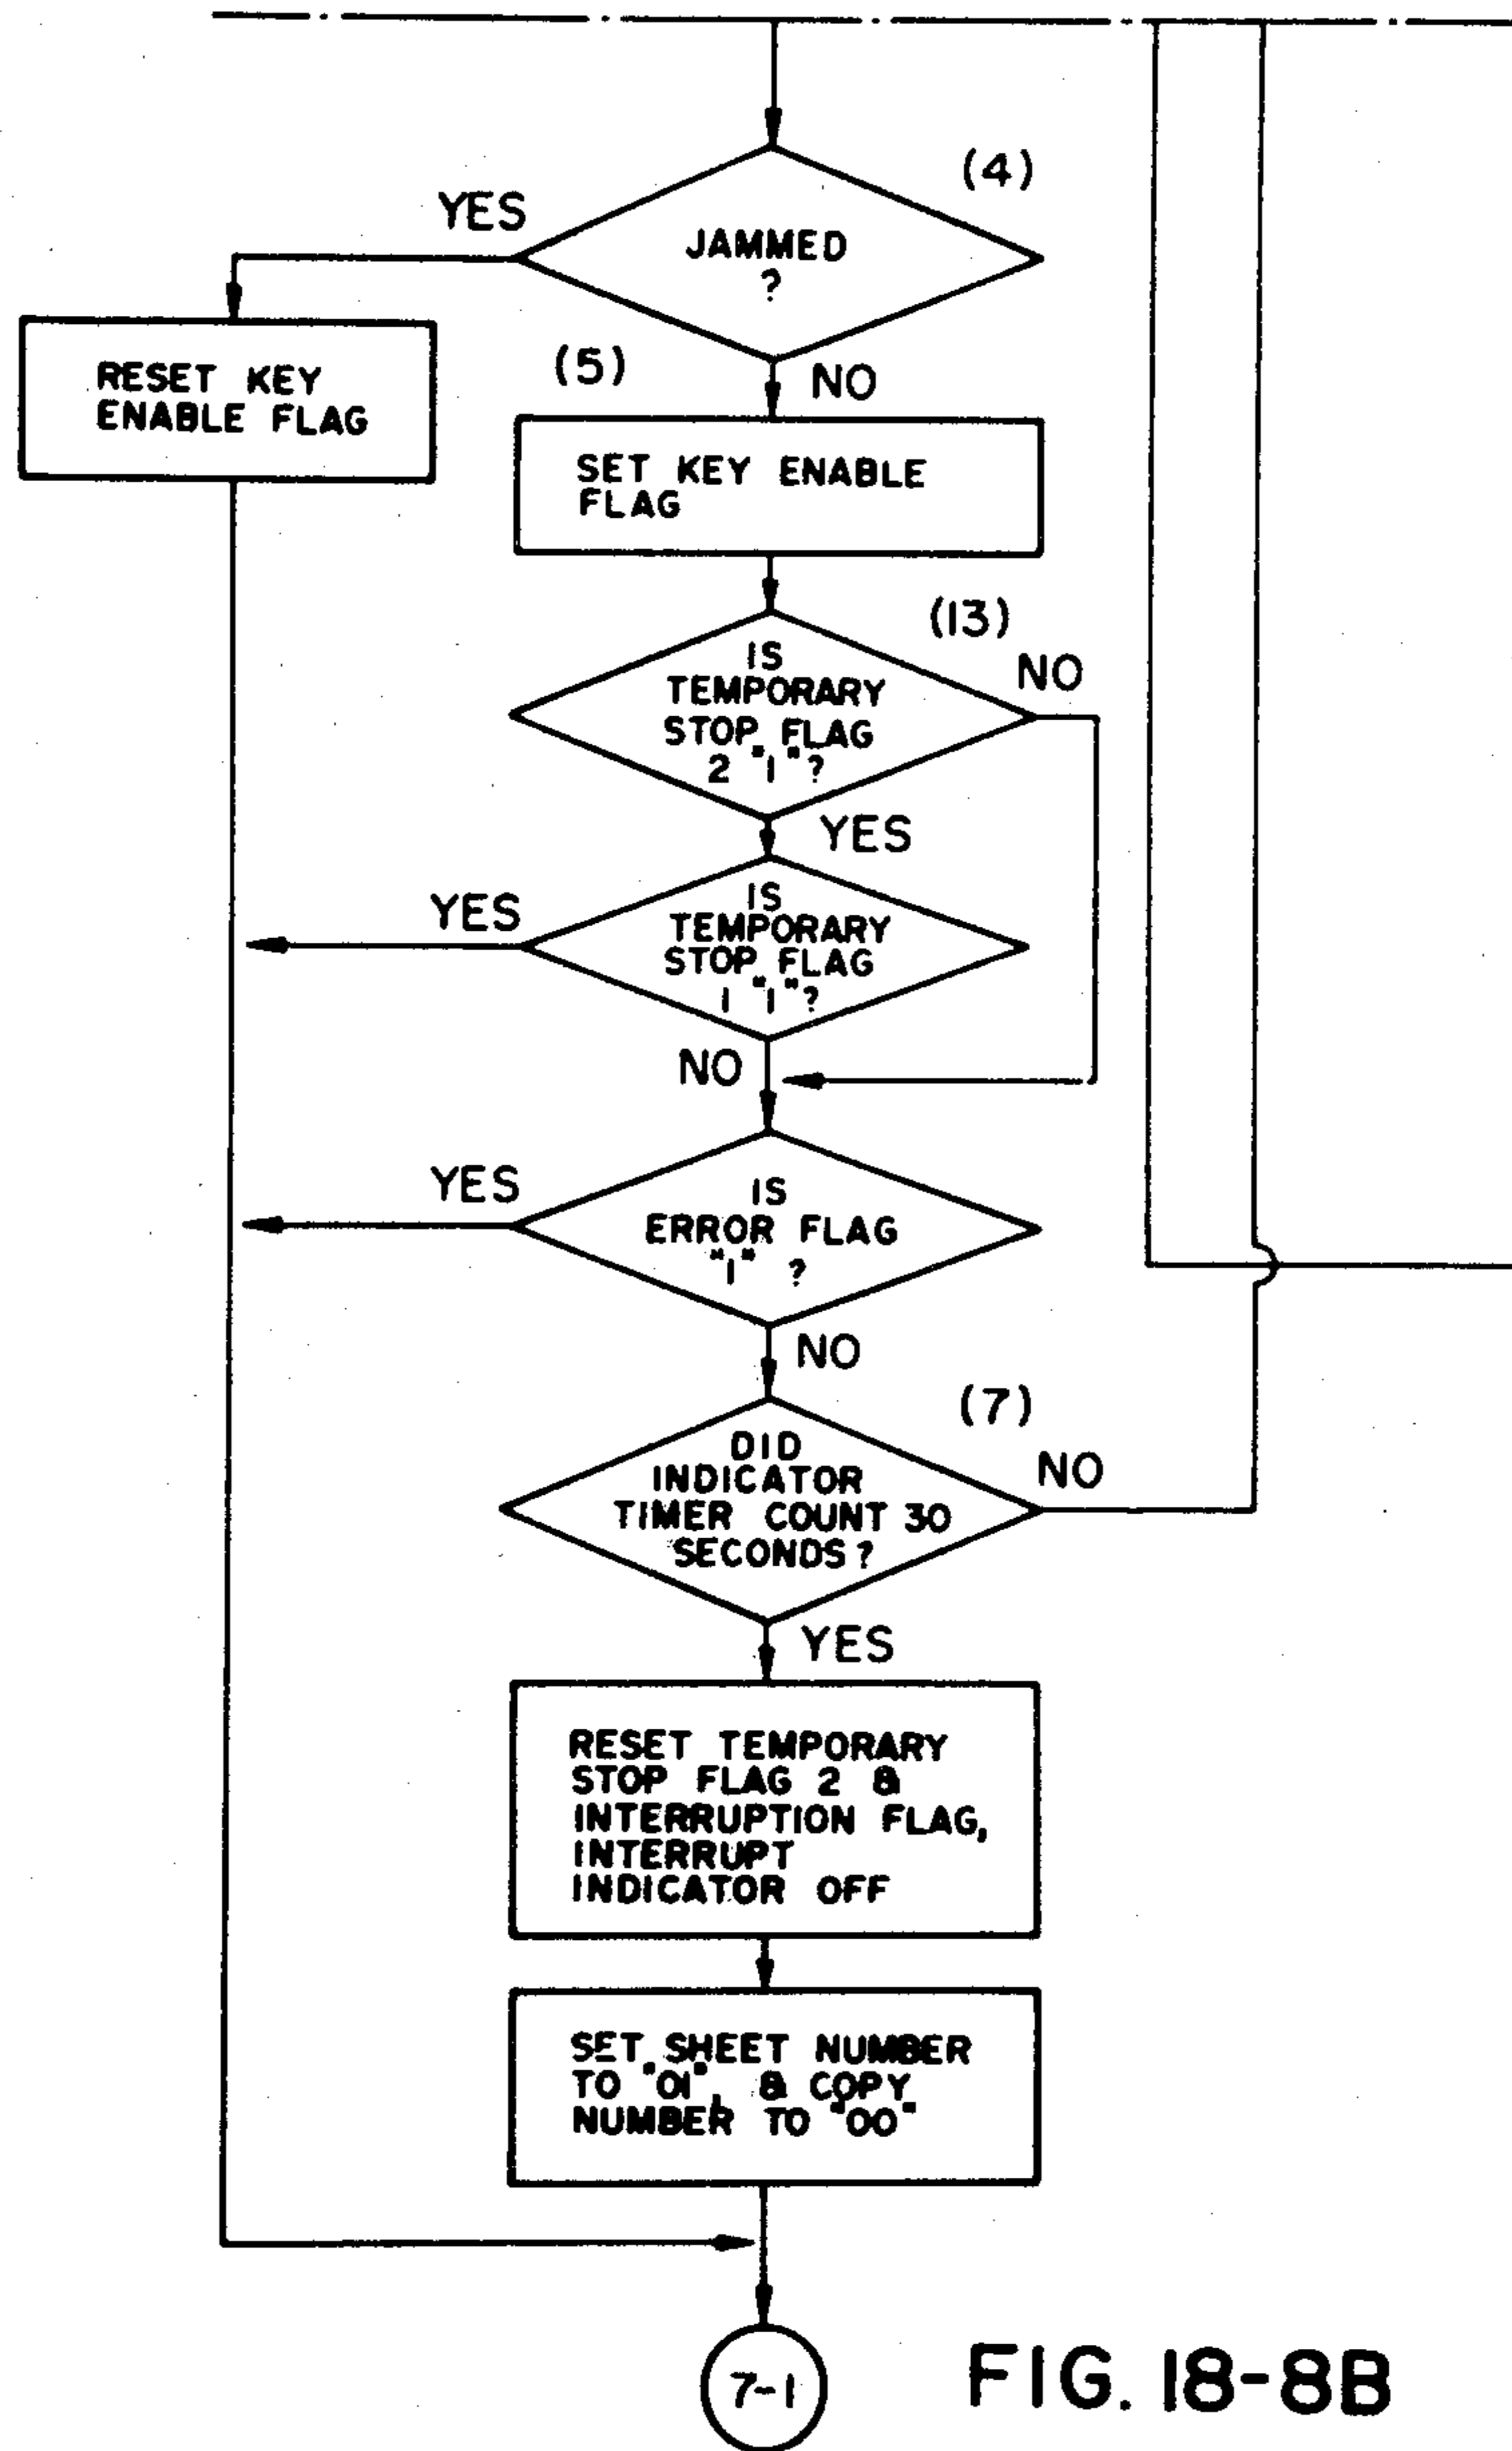 (4)
YES
JAMMED
?
NO
RESET KEY
ENABLE FLAG
(5)
SET KEY ENABLE
FLAG
(13)
NO
IS
TEMPORARY
STOP FLAG
2 "1"?
YES
YES
IS
TEMPORARY
STOP FLAG
1 "1"?
NO
YES
IS
ERROR FLAG
"1" ?
NO
(7)
NO
DID
INDICATOR
TIMER COUNT 30
SECONDS?
YES
RESET TEMPORARY
STOP FLAG 2 &
INTERRUPTION FLAG,
INTERRUPT
INDICATOR OFF
SET SHEET NUMBER
TO "01", & COPY
NUMBER TO "00"
7-1
FIG. 18-8B